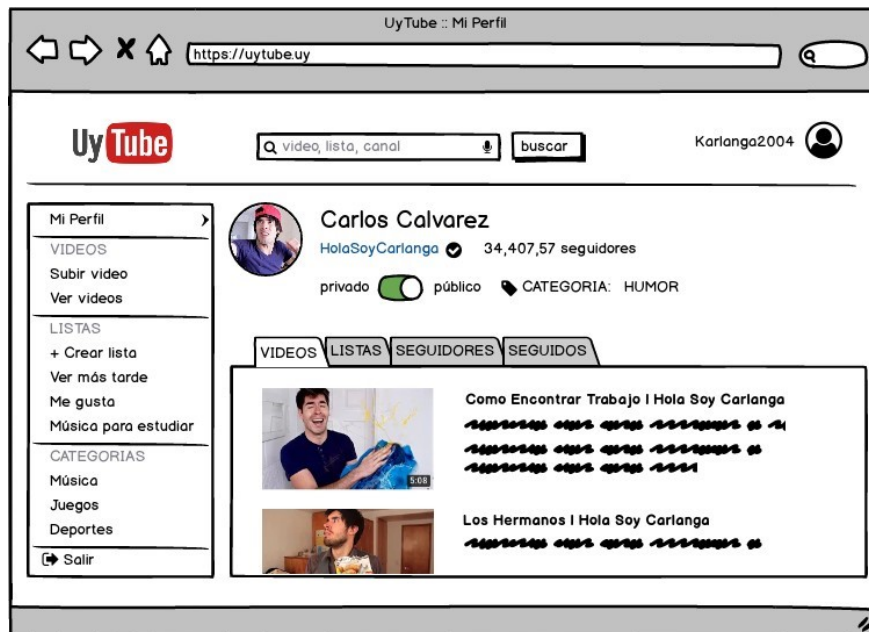 UyTube :: Mi Perfil
https://uytube.uy
UyTube
video, lista, canal
buscar
Karlanga2004
Mi Perfil
VIDEOS
Subir video
Ver videos
LISTAS
+ Crear lista
Ver más tarde
Me gusta
Música para estudiar
CATEGORIAS
Música
Juegos
Deportes
Salir
Carlos Calvarez
HolaSoyCarlanga 34,407,57 seguidores
privado público CATEGORIA: HUMOR
VIDEOS LISTAS SEGUIDORES SEGUIDOS
Como Encontrar Trabajo | Hola Soy Carlanga
5:08
Los Hermanos | Hola Soy Carlanga